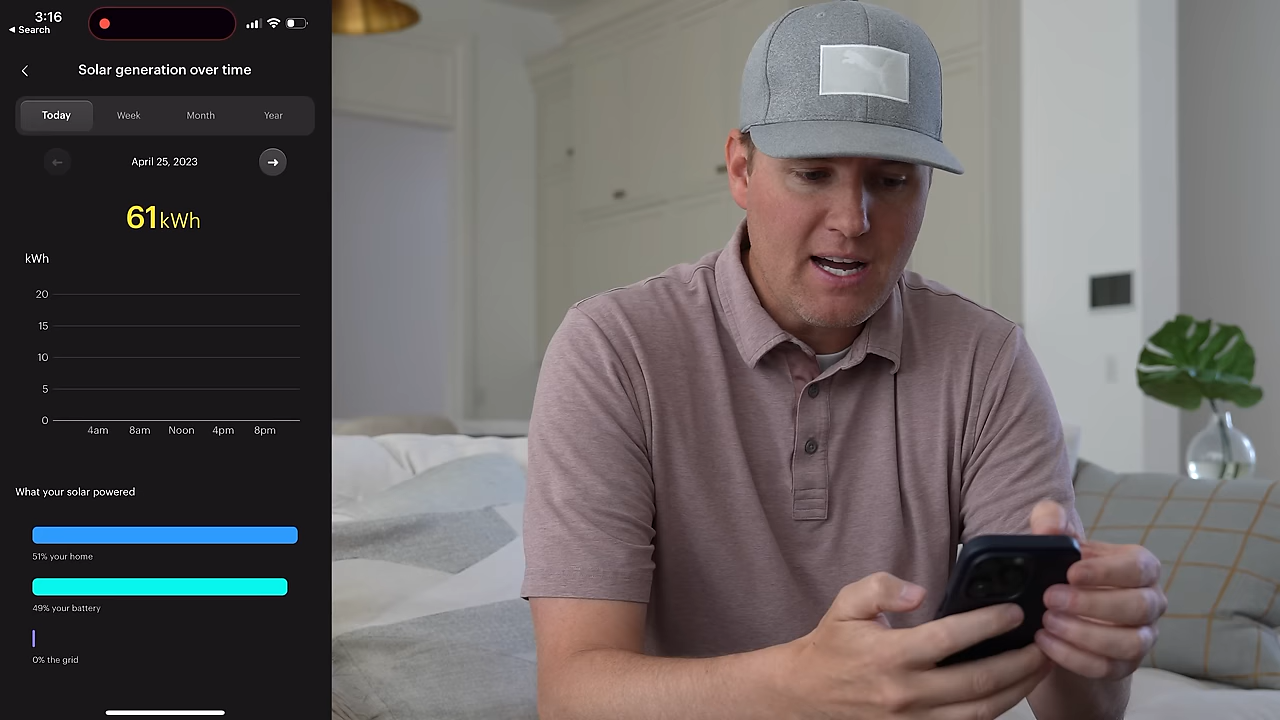 3:16
◀ Search
Solar generation over time
Today Week Month Year
April 25, 2023
61kWh
kWh
20
15
10
5
0
4am 8am Noon 4pm 8pm
What your solar powered
51% your home
49% your battery
0% the grid